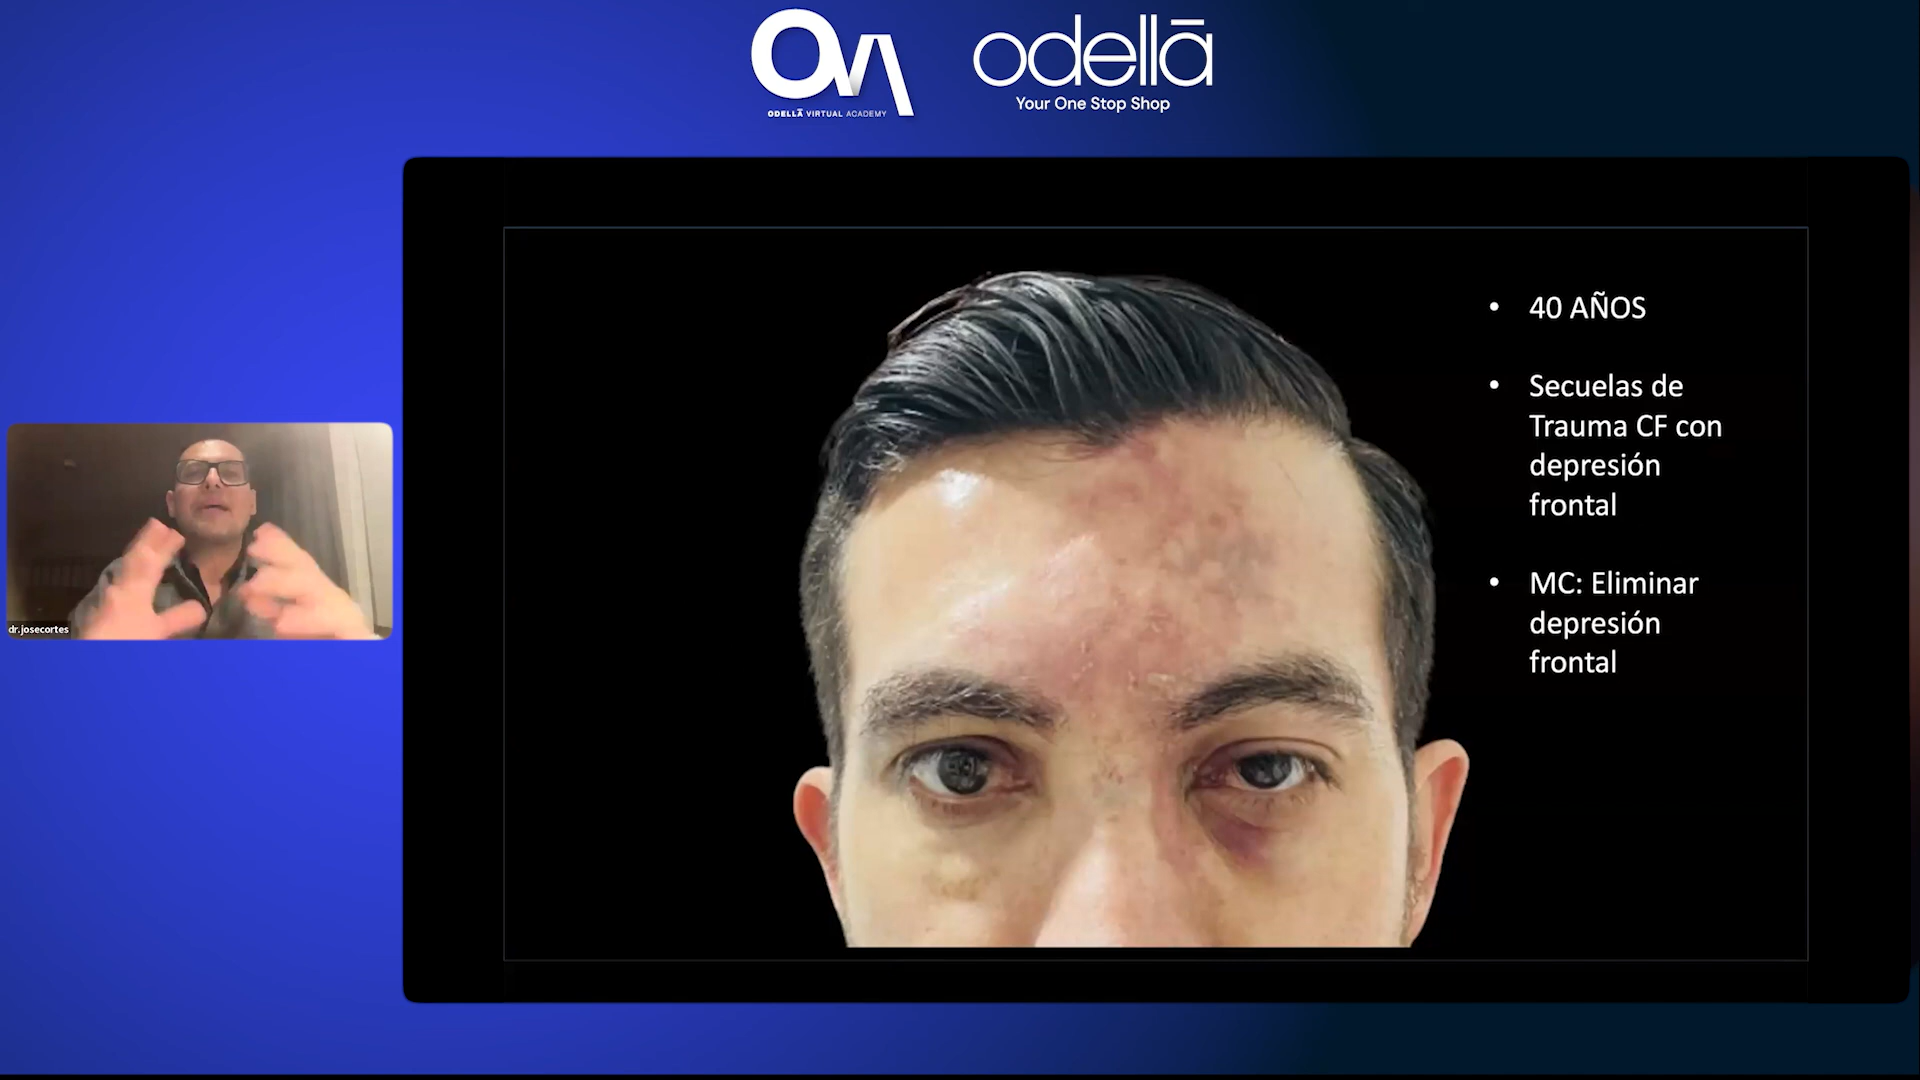 OVA
ODELLĀ VIRTUAL ACADEMY
odellā
Your One Stop Shop
• 40 AÑOS
• Secuelas de
Trauma CF con
depresión
frontal
• MC: Eliminar
depresión
frontal
dr.josecortes